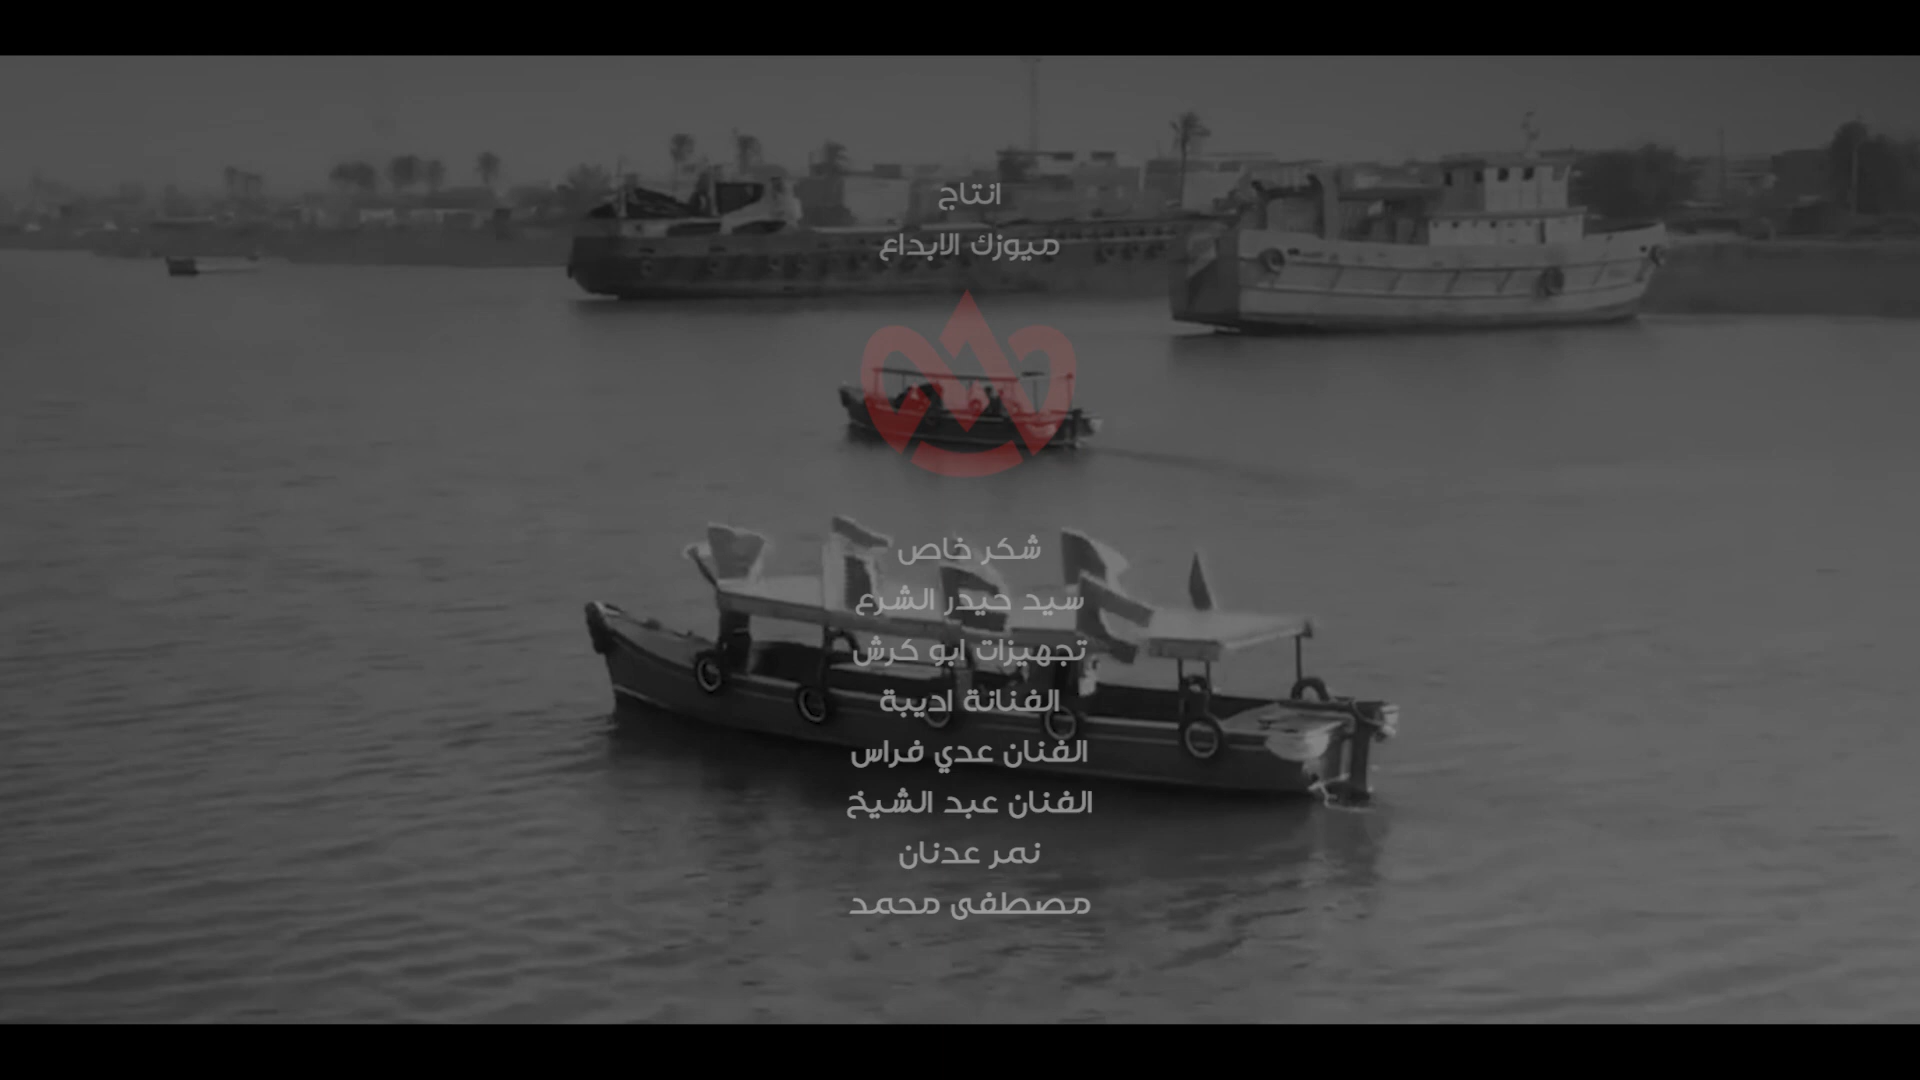 انتاج
ميوزك الابداع
شكر خاص
سيد حيدر الشرع
تجهيزات ابو كرش
الفنانة اديبة
الفنان عدي فراس
الفنان عبد الشيخ
نمر عدنان
مصطفى محمد